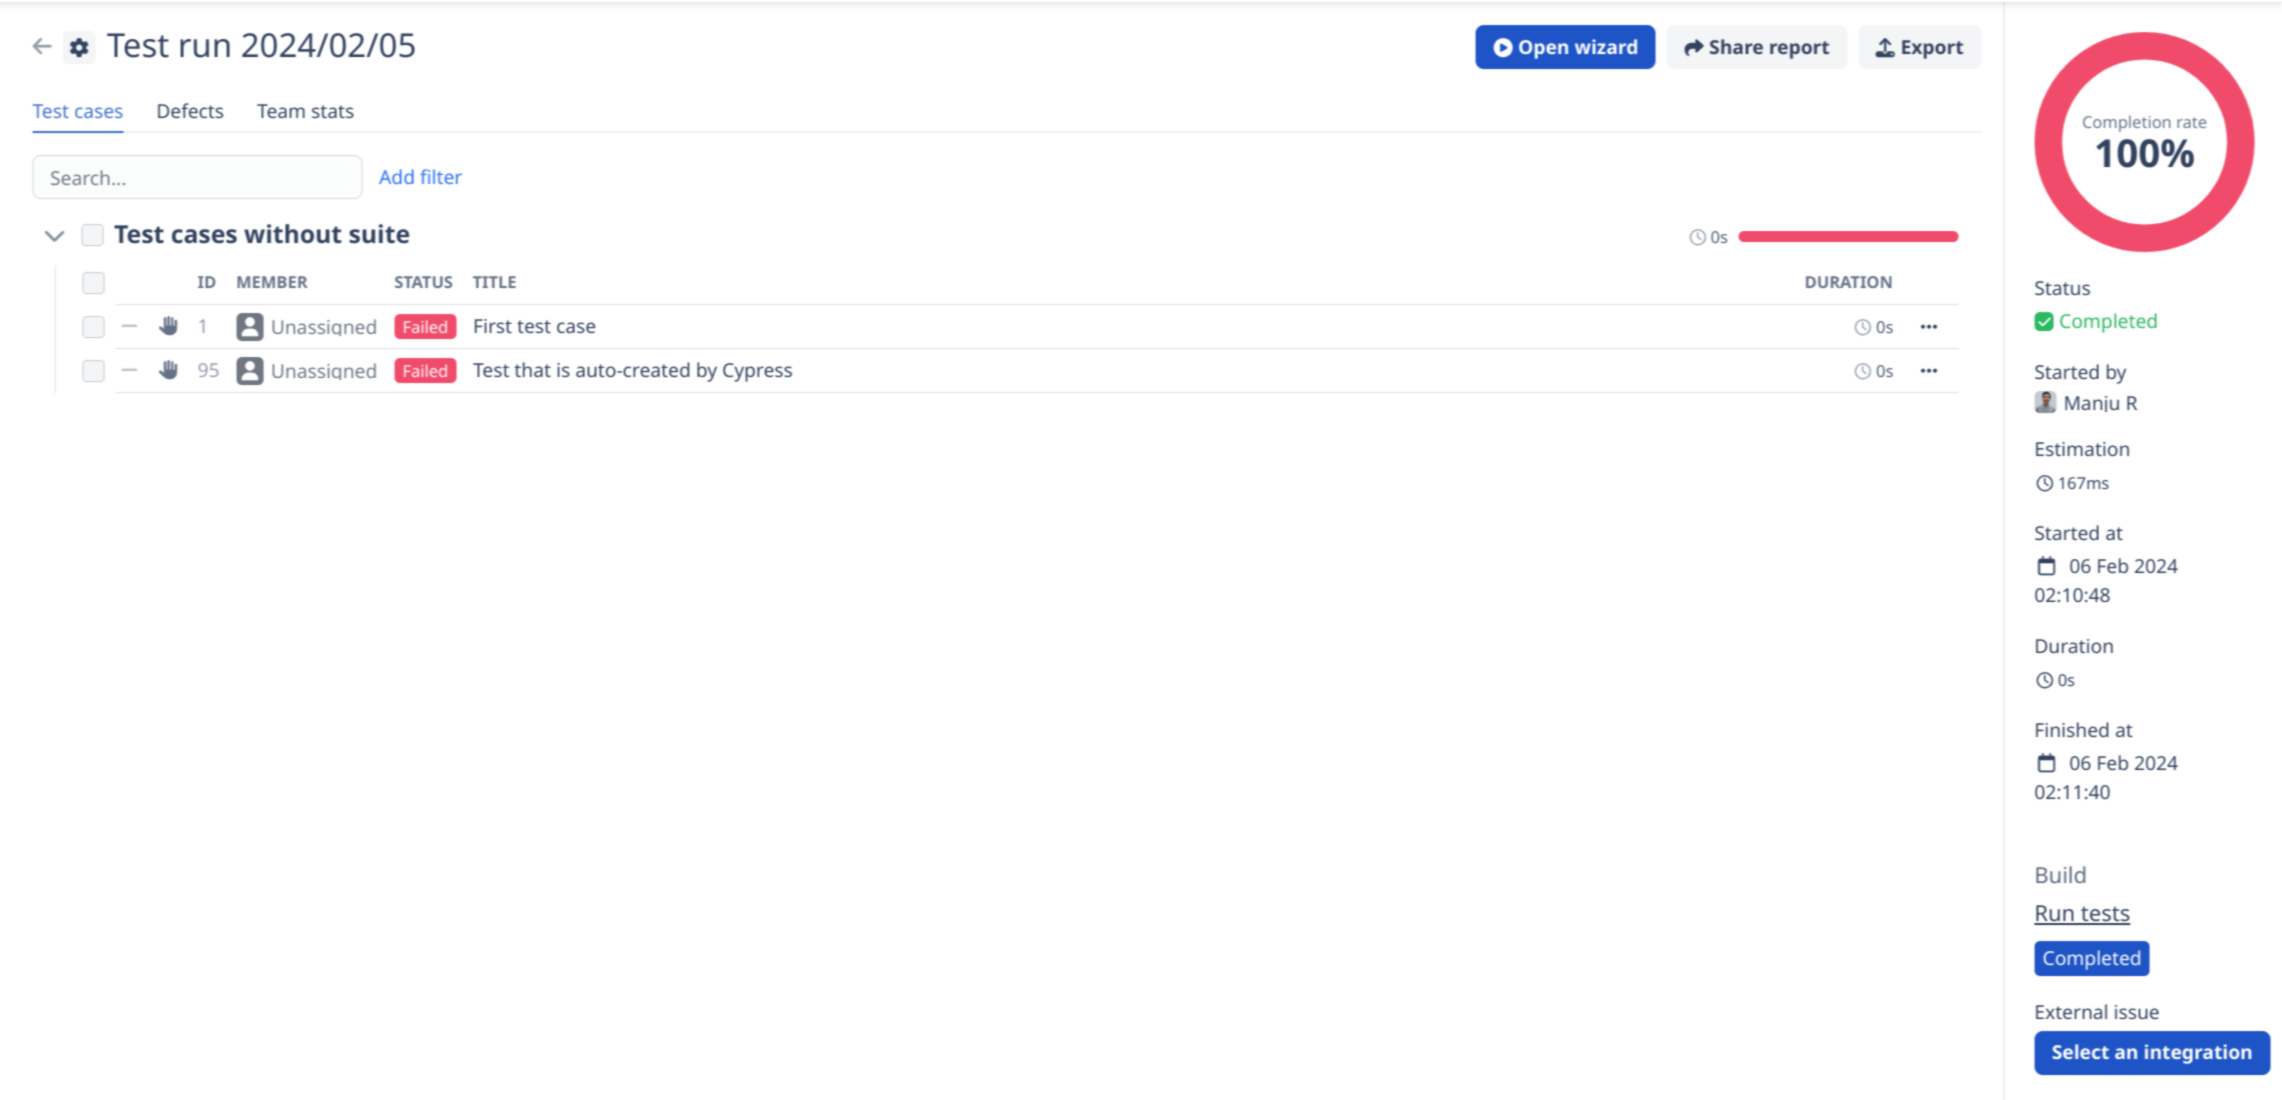 Test run 2024/02/05
Open wizard
Share report
Export
Test cases
Defects
Team stats
Search...
Add filter
Test cases without suite
0s
ID MEMBER STATUS TITLE DURATION
1 Unassigned Failed First test case 0s
95 Unassigned Failed Test that is auto-created by Cypress 0s
Completion rate
100%
Status
Completed
Started by
Manju R
Estimation
167ms
Started at
06 Feb 2024
02:10:48
Duration
0s
Finished at
06 Feb 2024
02:11:40
Build
Run tests
Completed
External issue
Select an integration